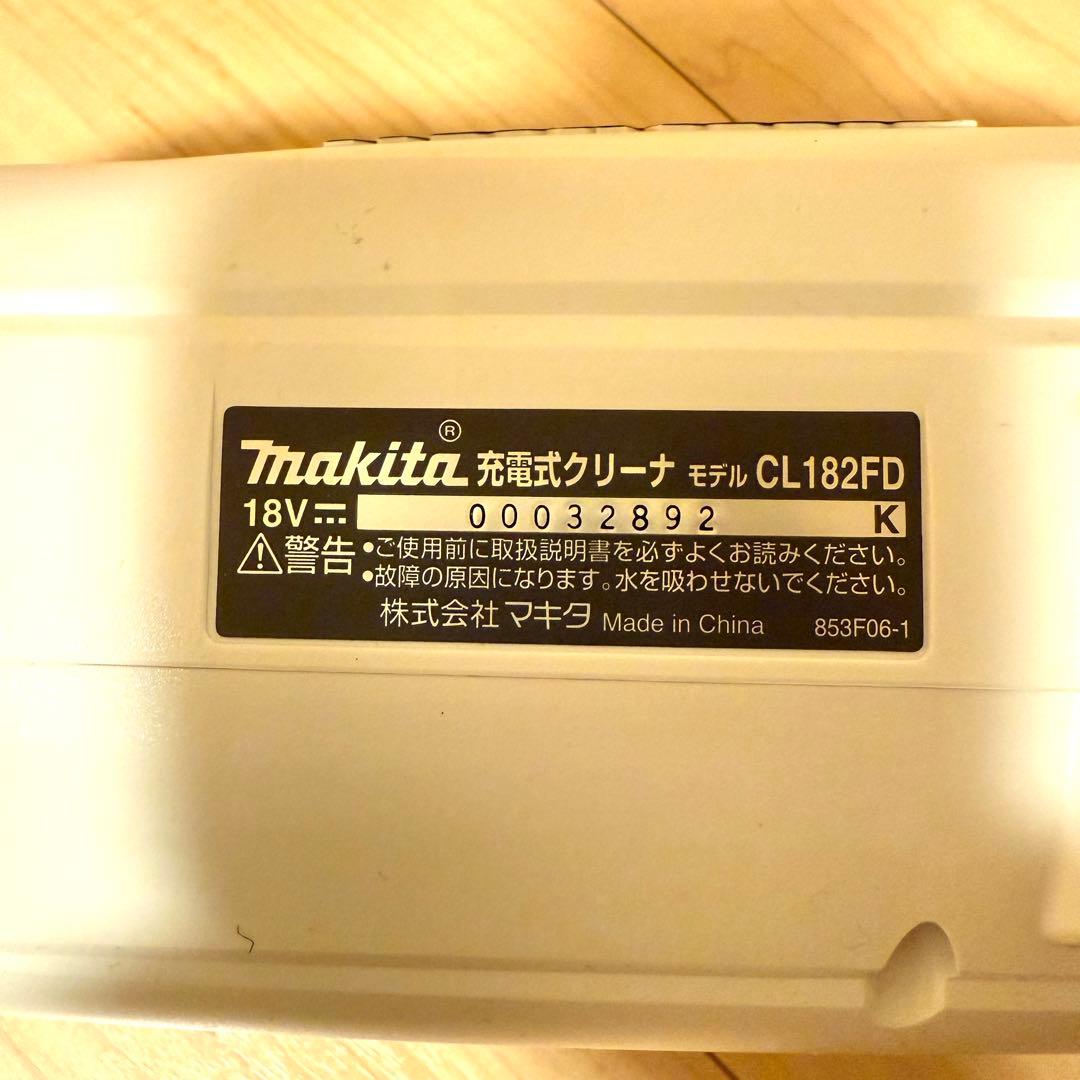 makita® 充電式クリーナ モデル CL182FD
18V⎓ 00032892 K
⚠警告 •ご使用前に取扱説明書を必ずよくお読みください。
•故障の原因になります。水を吸わせないでください。
株式会社マキタ Made in China 853F06-1